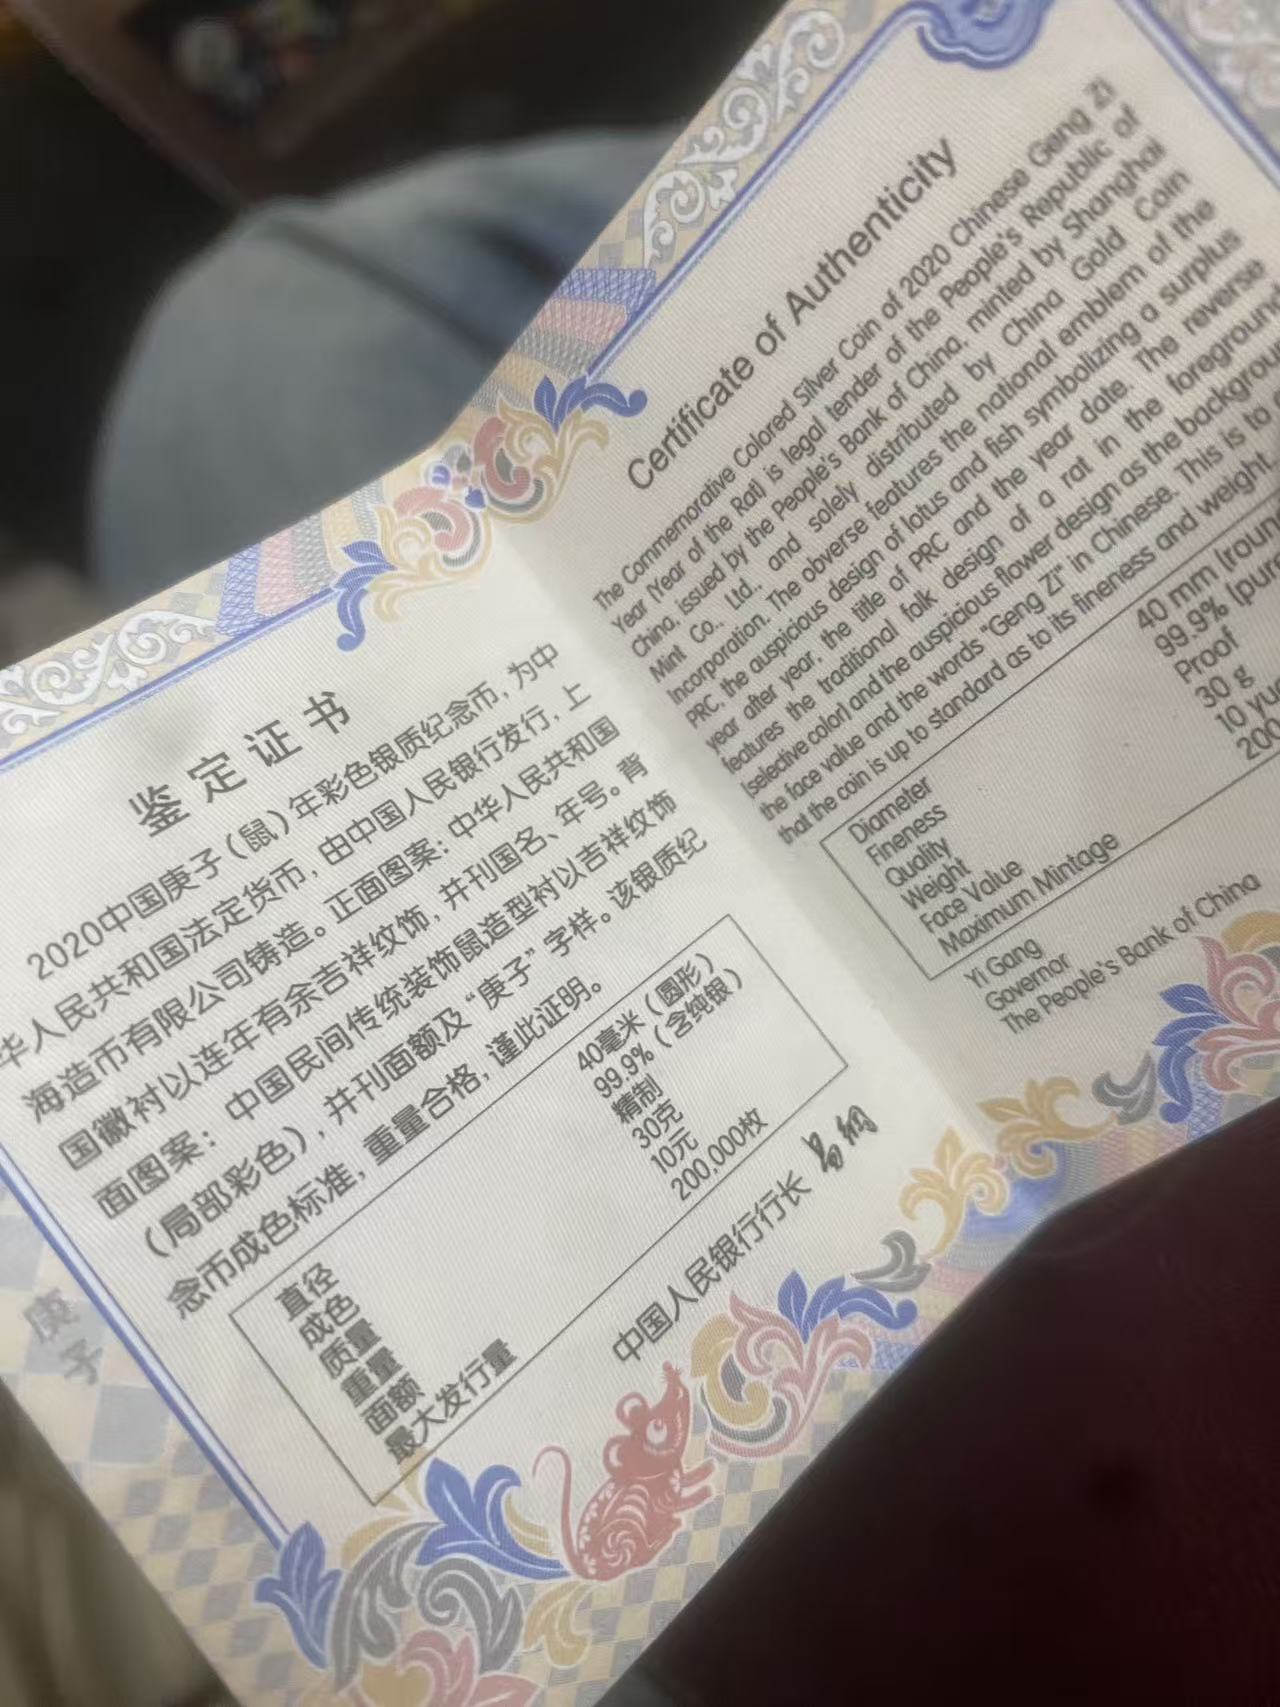 鉴定证书
2020中国庚子（鼠）年彩色银质纪念币，为中
华人民共和国法定货币，由中国人民银行发行，上
海造币有限公司铸造。正面图案：中华人民共和国
国徽衬以连年有余吉祥纹饰，并刊国名、年号。背
面图案：中国民间传统装饰鼠造型衬以吉祥纹饰
（局部彩色），并刊面额及“庚子”字样。该银质纪
念币成色标准，重量合格，谨此证明。
直径 40毫米（圆形）
成色 99.9%（含纯银）
质量 精制
重量 30克
面额 10元
最大发行量 200,000枚
中国人民银行行长
庚子
Certificate of Authenticity
The Commemorative Colored Silver Coin of 2020 Chinese Geng Zi
Year (Year of the Rat) is legal tender of the People's Republic of
China, issued by the People's Bank of China, minted by Shanghai
Mint Co., Ltd., and solely distributed by China Gold Coin
Incorporation. The obverse features the national emblem of the
PRC, the auspicious design of lotus and fish symbolizing a surplus
year after year, the title of PRC and the year date. The reverse
features the traditional folk design of a rat in the foreground
(selective color) and the auspicious flower design as the backgroun
the face value and the words "Geng Zi" in Chinese. This is to
that the coin is up to standard as to its fineness and weight.
Diameter 40 mm (roun
Fineness 99.9% (pure
Quality Proof
Weight 30 g
Face Value 10 yu
Maximum Mintage 200
Yi Gang
Governor
The People's Bank of China